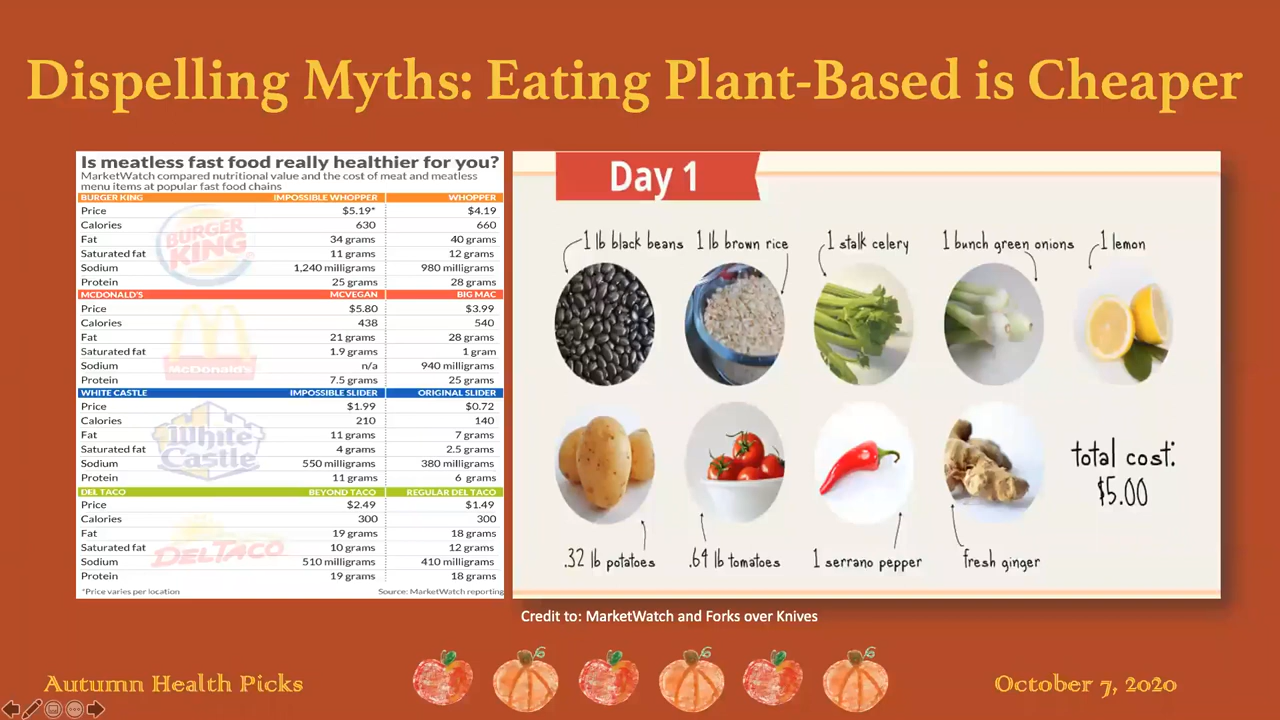 Dispelling Myths: Eating Plant-Based is Cheaper
Is meatless fast food really healthier for you?
MarketWatch compared nutritional value and the cost of meat and meatless
menu items at popular fast food chains
BURGER KING IMPOSSIBLE WHOPPER WHOPPER
Price $5.19* $4.19
Calories 630 660
Fat 34 grams 40 grams
Saturated fat 11 grams 12 grams
Sodium 1,240 milligrams 980 milligrams
Protein 25 grams 28 grams
BURGER
KING
MCDONALD'S MCVEGAN BIG MAC
Price $5.80 $3.99
Calories 438 540
Fat 21 grams 28 grams
Saturated fat 1.9 grams 1 gram
Sodium n/a 940 milligrams
Protein 7.5 grams 25 grams
McDonald's
WHITE CASTLE IMPOSSIBLE SLIDER ORIGINAL SLIDER
Price $1.99 $0.72
Calories 210 140
Fat 11 grams 7 grams
Saturated fat 4 grams 2.5 grams
Sodium 550 milligrams 380 milligrams
Protein 11 grams 6 grams
White
Castle
DEL TACO BEYOND TACO REGULAR DEL TACO
Price $2.49 $1.49
Calories 300 300
Fat 19 grams 18 grams
Saturated fat 10 grams 12 grams
Sodium 510 milligrams 410 milligrams
Protein 19 grams 18 grams
DEL TACO
*Price varies per location Source: MarketWatch reporting
Day 1
1 lb black beans 1 lb brown rice 1 stalk celery 1 bunch green onions 1 lemon
total cost:
$5.00
.32 lb potatoes .64 lb tomatoes 1 serrano pepper fresh ginger
Credit to: MarketWatch and Forks over Knives
Autumn Health Picks October 7, 2020